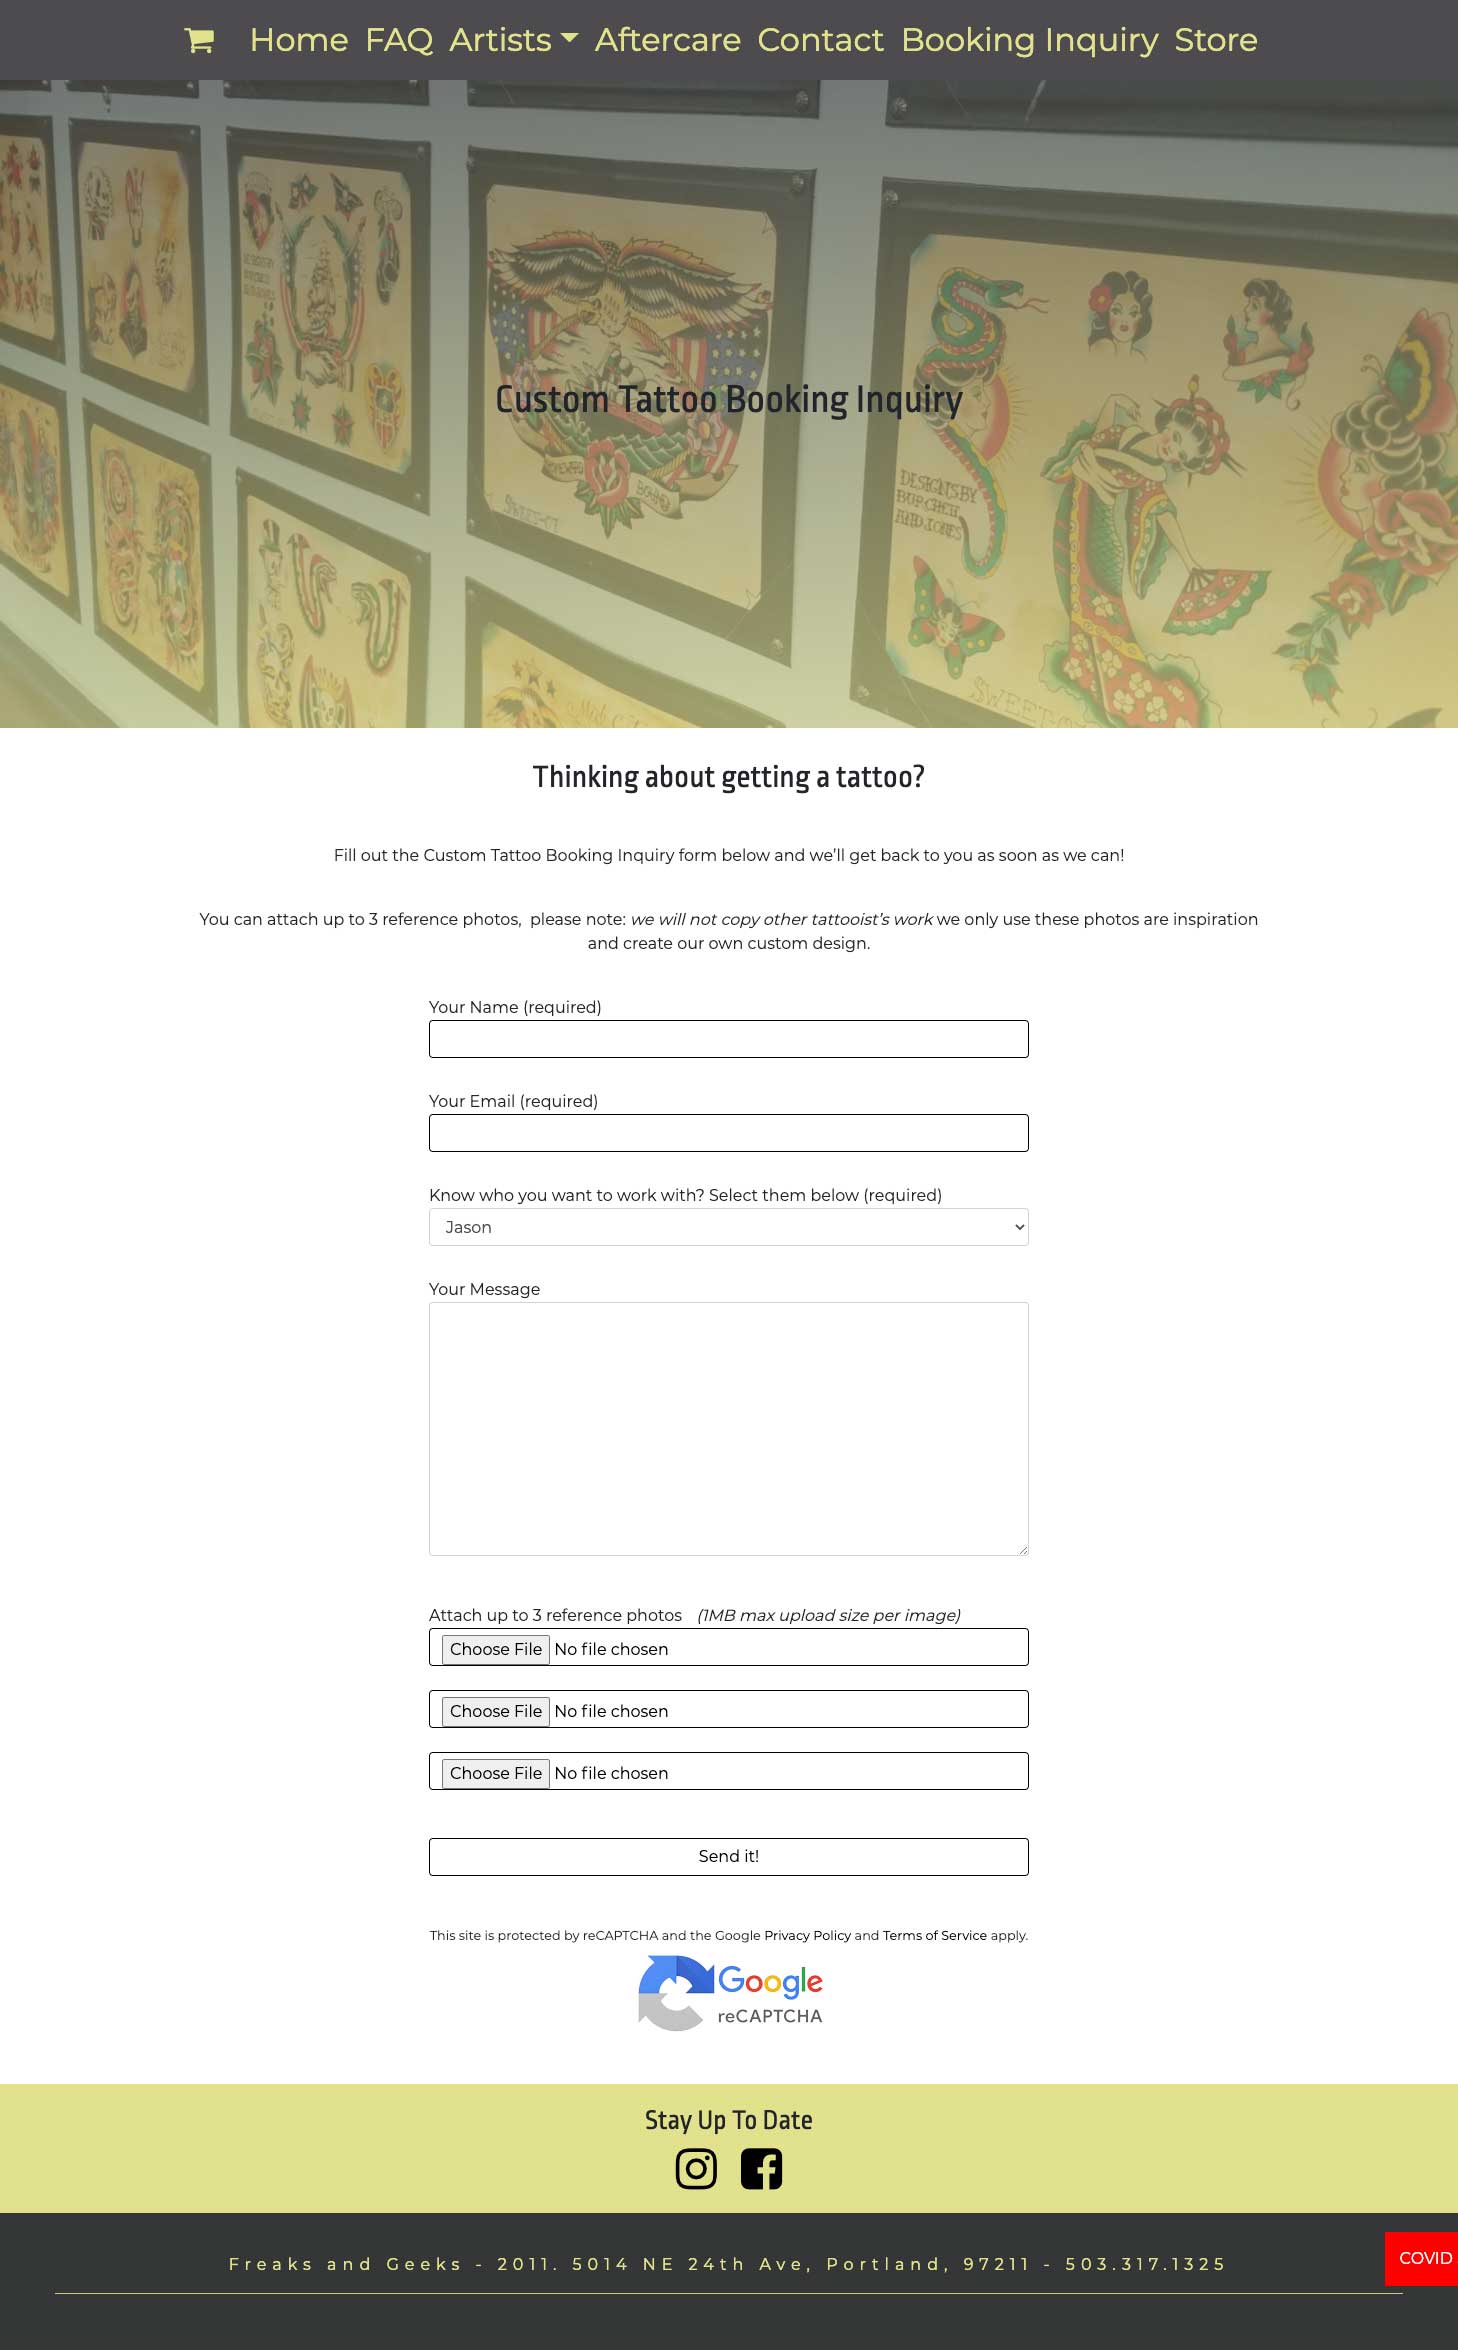 Home FAQ Artists Aftercare Contact Booking Inquiry Store
DESIGNS BY
BURCHETT
AND JONES
HOMEWARD
BOUND
Custom Tattoo Booking Inquiry
Thinking about getting a tattoo?
Fill out the Custom Tattoo Booking Inquiry form below and we’ll get back to you as soon as we can!
You can attach up to 3 reference photos,  please note: we will not copy other tattooist’s work we only use these photos are inspiration
and create our own custom design.
Your Name (required)
Your Email (required)
Know who you want to work with? Select them below (required)
Jason
Your Message
Attach up to 3 reference photos (1MB max upload size per image)
Choose File No file chosen
Choose File No file chosen
Choose File No file chosen
Send it!
This site is protected by reCAPTCHA and the Google Privacy Policy and Terms of Service apply.
Google
reCAPTCHA
Stay Up To Date
Freaks and Geeks - 2011. 5014 NE 24th Ave, Portland, 97211 - 503.317.1325
COVID